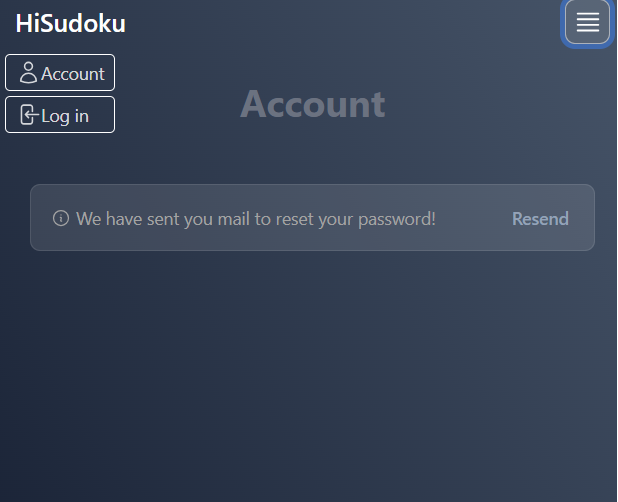 HiSudoku
Account
Log in
Account
We have sent you mail to reset your password! Resend